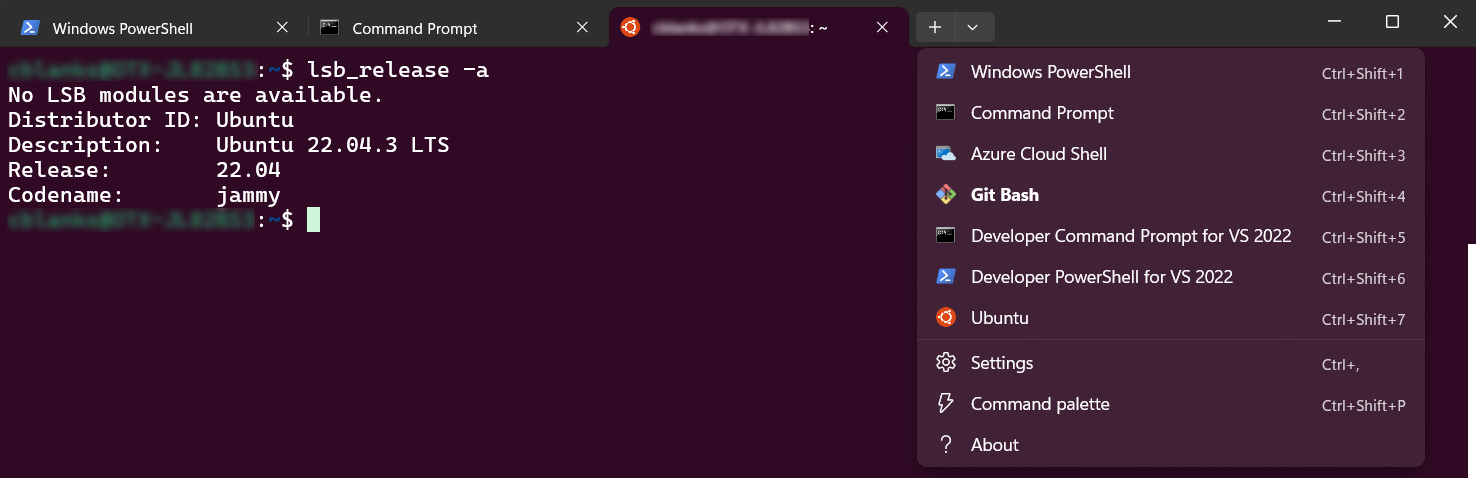 Windows PowerShell
Command Prompt
: ~
:~$ lsb_release -a
No LSB modules are available.
Distributor ID: Ubuntu
Description: Ubuntu 22.04.3 LTS
Release: 22.04
Codename: jammy
:~$
Windows PowerShell Ctrl+Shift+1
Command Prompt Ctrl+Shift+2
Azure Cloud Shell Ctrl+Shift+3
Git Bash Ctrl+Shift+4
Developer Command Prompt for VS 2022 Ctrl+Shift+5
Developer PowerShell for VS 2022 Ctrl+Shift+6
Ubuntu Ctrl+Shift+7
Settings Ctrl+,
Command palette Ctrl+Shift+P
About